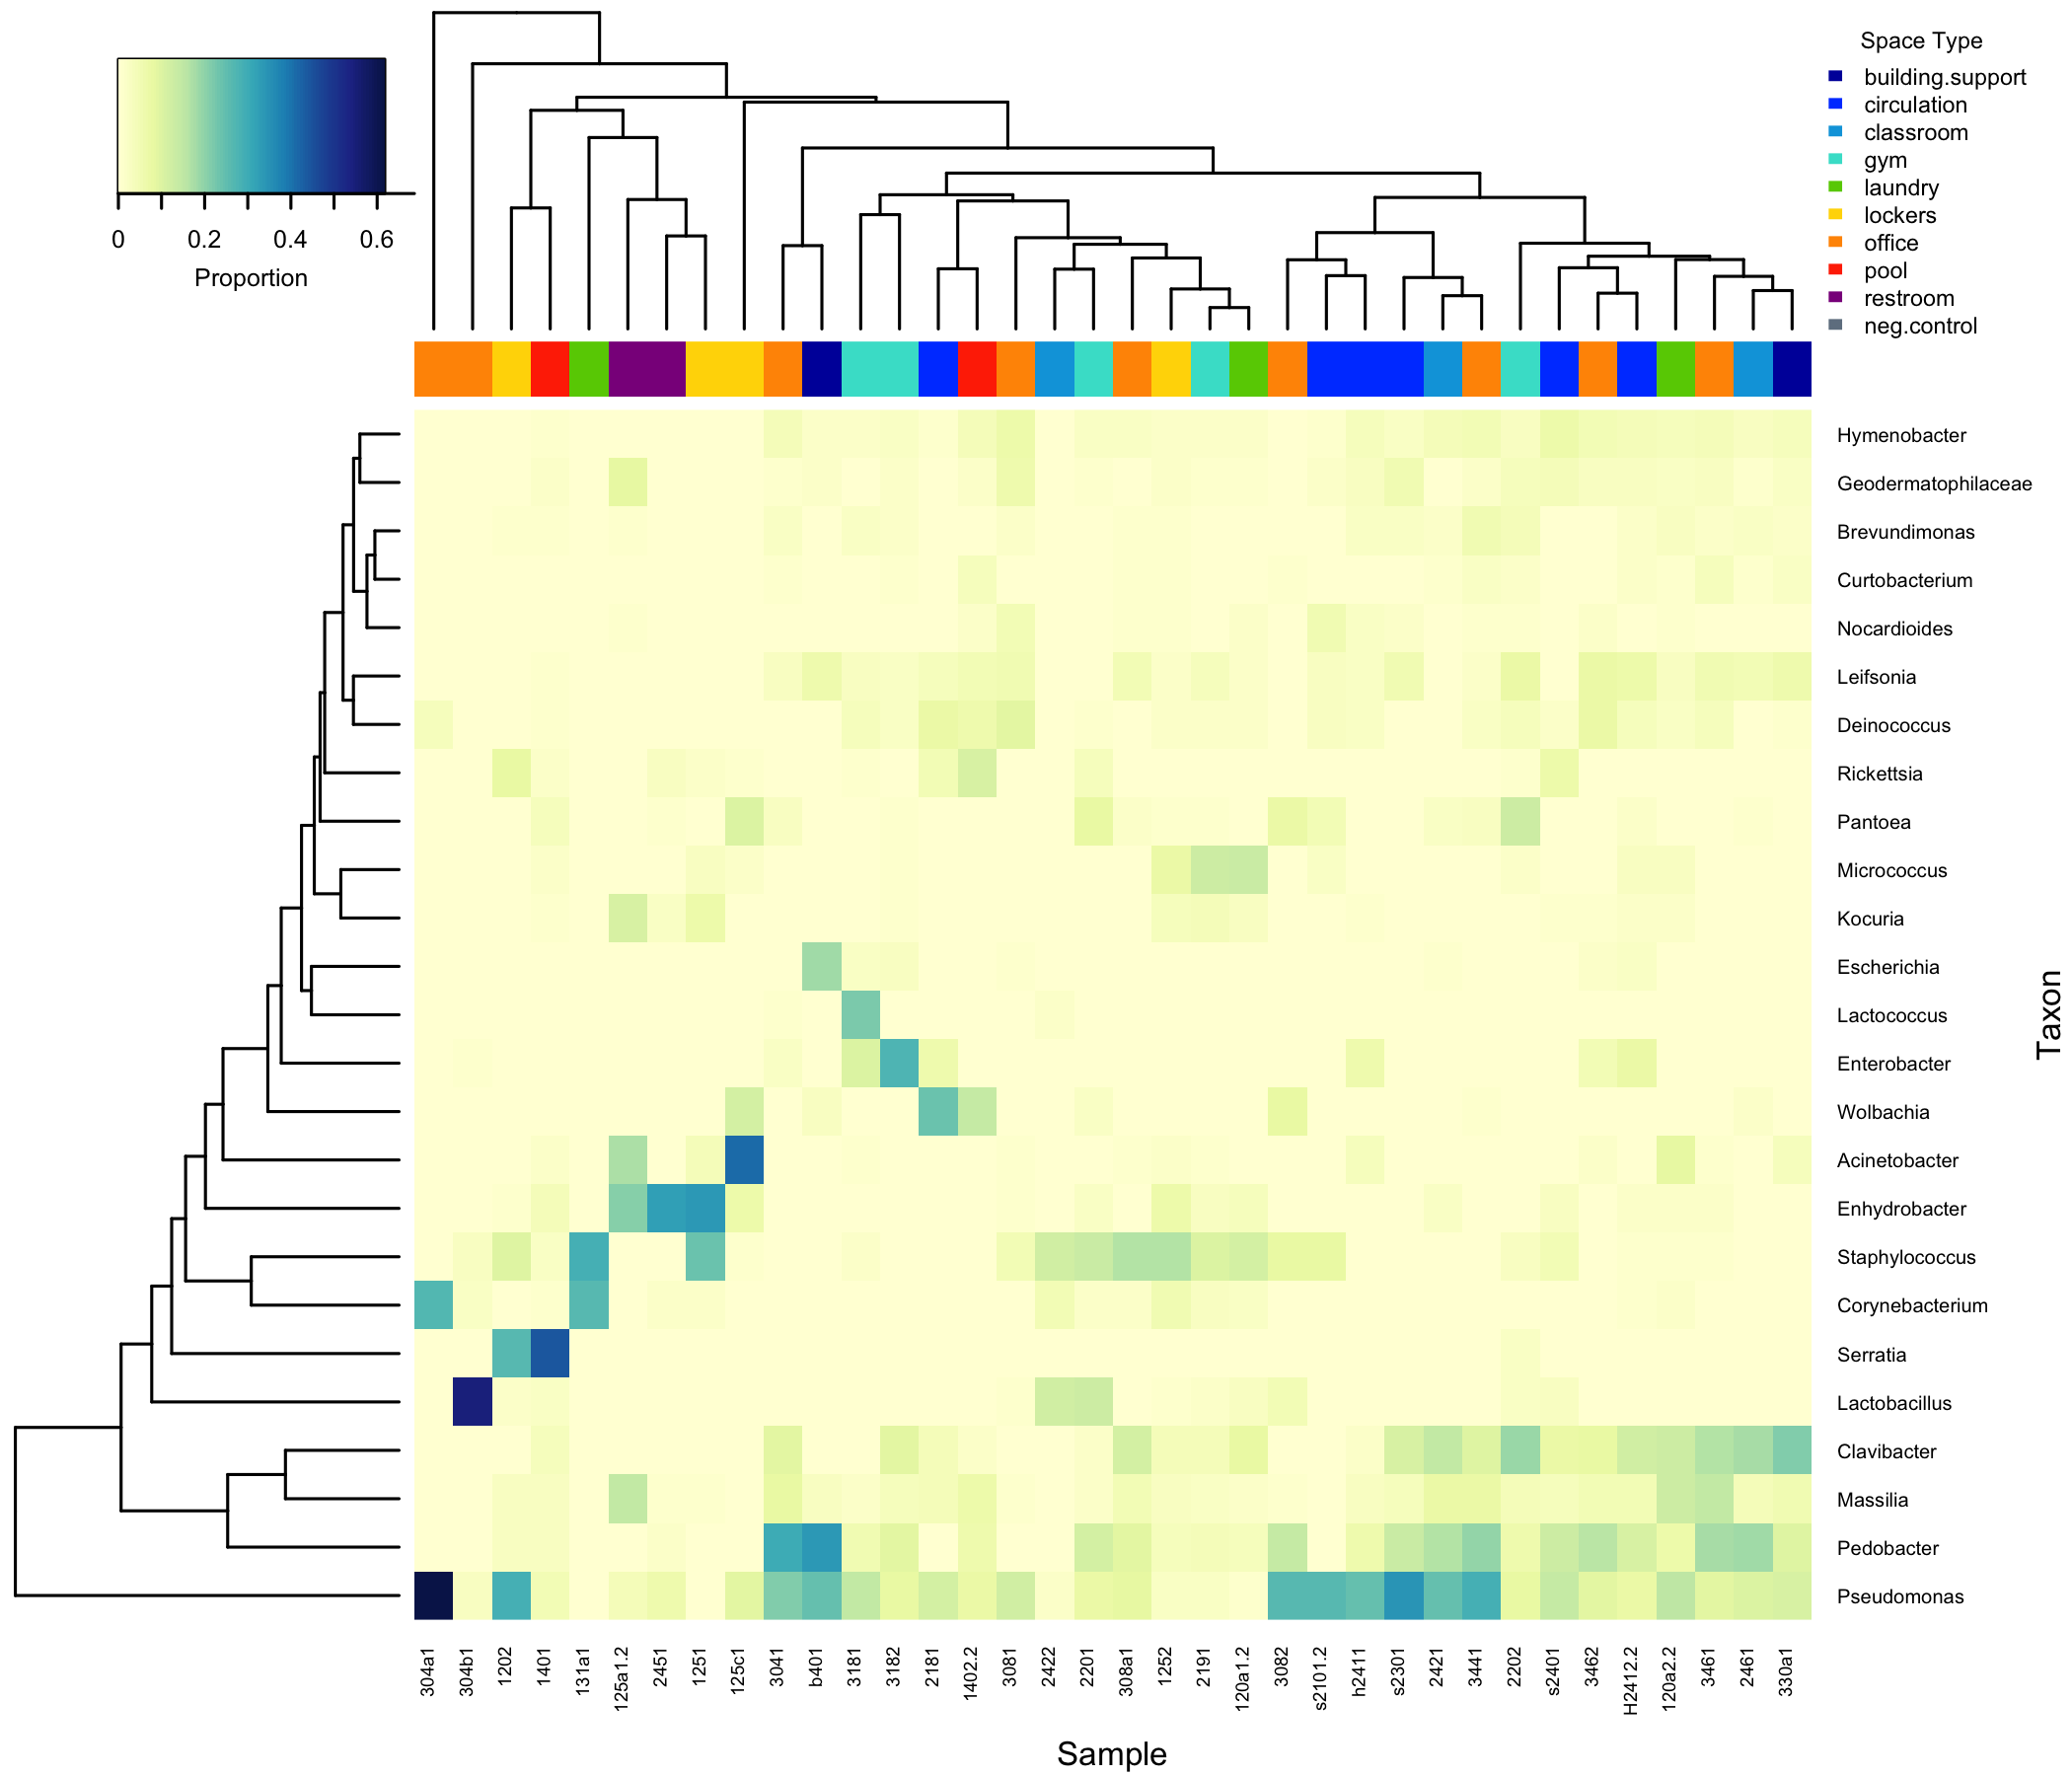 0 0.2 0.4 0.6
Proportion
Space Type
building.support
circulation
classroom
gym
laundry
lockers
office
pool
restroom
neg.control
Hymenobacter
Geodermatophilaceae
Brevundimonas
Curtobacterium
Nocardioides
Leifsonia
Deinococcus
Rickettsia
Pantoea
Micrococcus
Kocuria
Escherichia
Lactococcus
Enterobacter
Wolbachia
Acinetobacter
Enhydrobacter
Staphylococcus
Corynebacterium
Serratia
Lactobacillus
Clavibacter
Massilia
Pedobacter
Pseudomonas
Taxon
304a1 304b1 1202 1401 131a1 125a1.2 2451 1251 125c1 3041 b401 3181 3182 2181 1402.2 3081 2422 2201 308a1 1252 2191 120a1.2 3082 s2101.2 h2411 s2301 2421 3441 2202 s2401 3462 H2412.2 120a2.2 3461 2461 330a1
Sample